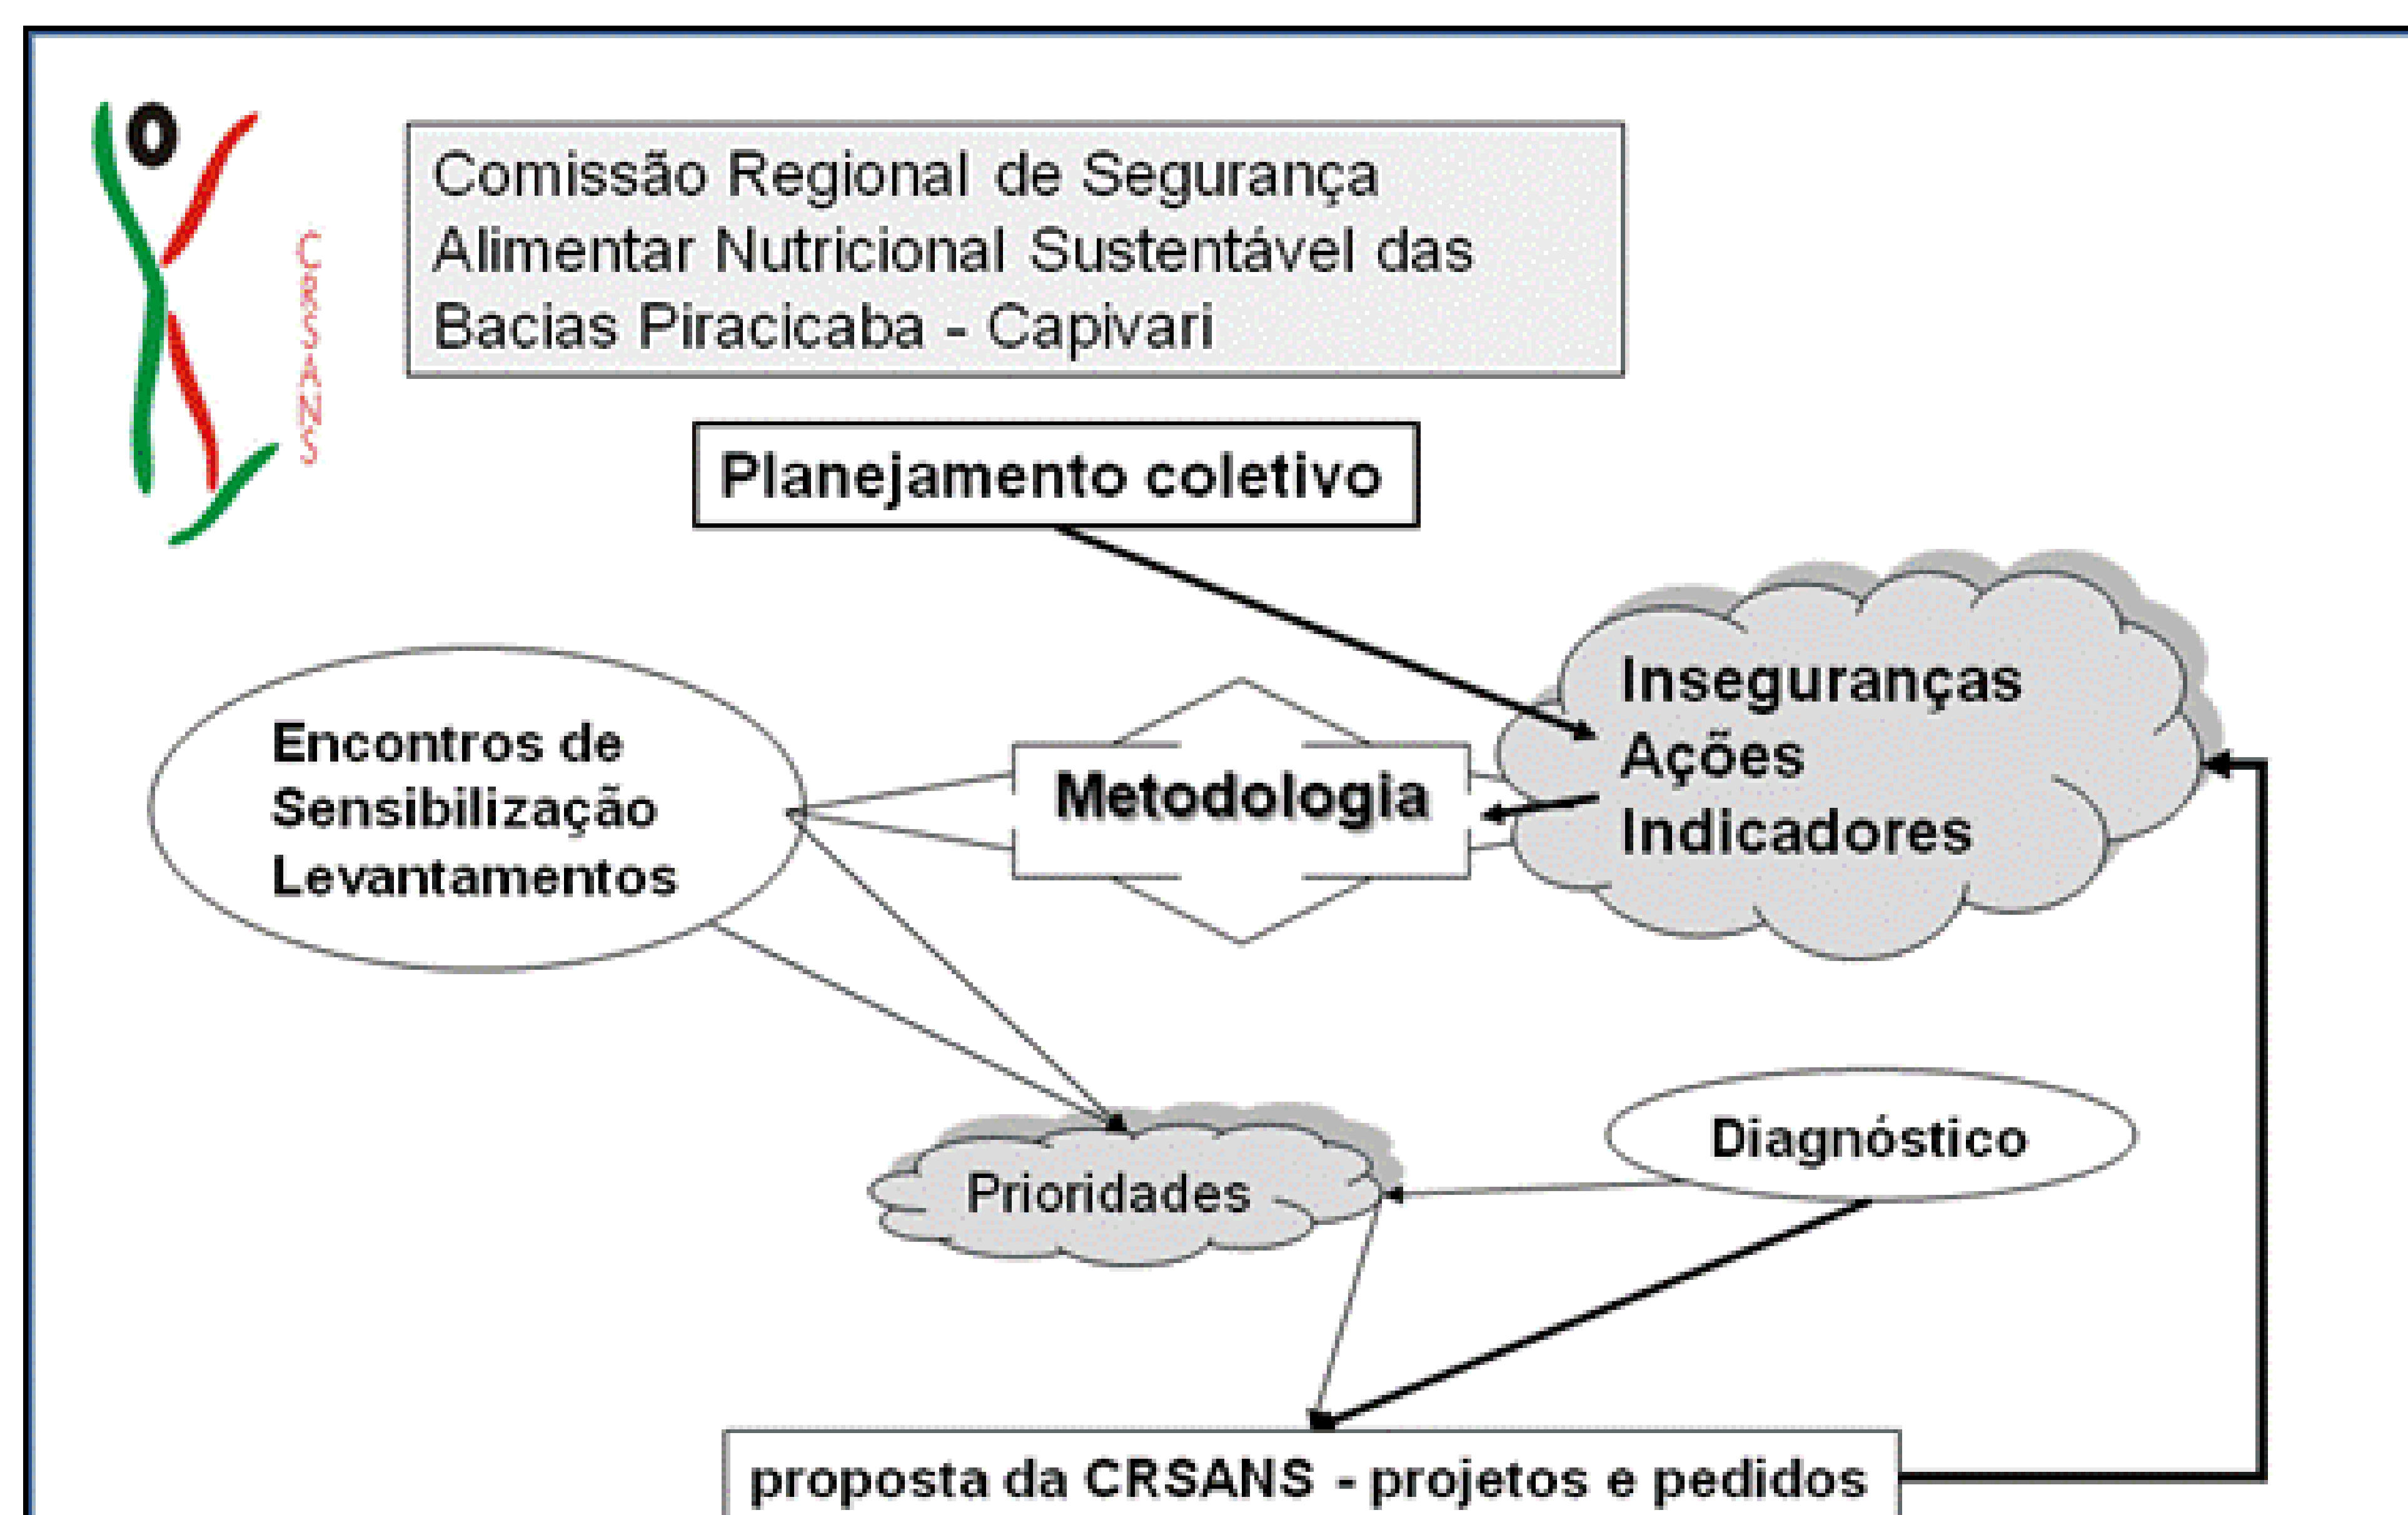 Comissão Regional de Segurança
Alimentar Nutricional Sustentável das
Bacias Piracicaba - Capivari
CRSANS
Planejamento coletivo
Encontros de
Sensibilização
Levantamentos
Metodologia
Inseguranças
Ações
Indicadores
Prioridades
Diagnóstico
proposta da CRSANS - projetos e pedidos